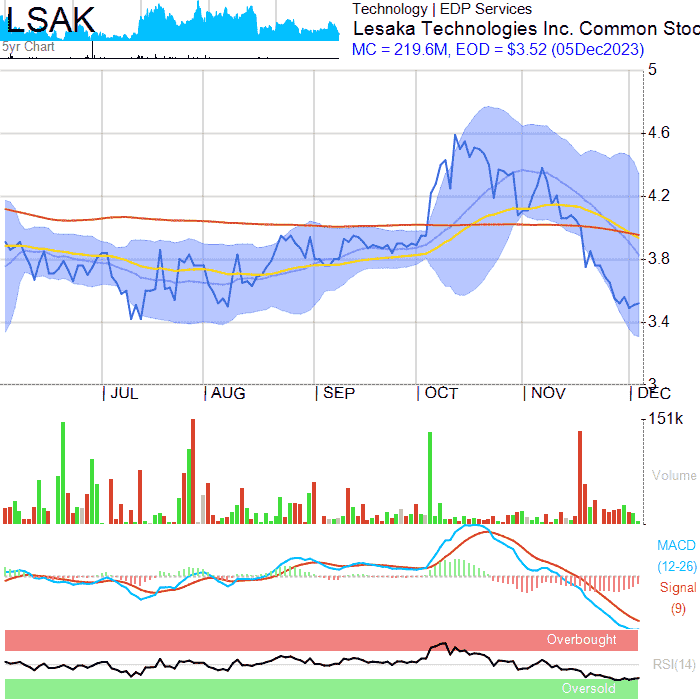 LSAK
5yr Chart
Technology | EDP Services
Lesaka Technologies Inc. Common Stoc
MC = 219.6M, EOD = $3.52 (05Dec2023)
5
4.6
4.2
3.8
3.4
3
JUL AUG SEP OCT NOV DEC
151k
Volume
MACD
(12-26)
Signal
(9)
Overbought
RSI(14)
Oversold